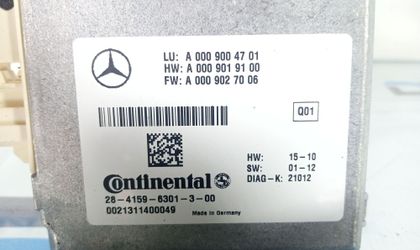 LU: A 000 900 47 01
HW: A 000 901 91 00
FW: A 000 902 70 06
Q01
HW: 15-10
SW: 01-12
DIAG-K: 21012
Continental
28-4159-6301-3-00
0021311400049 Made in Germany